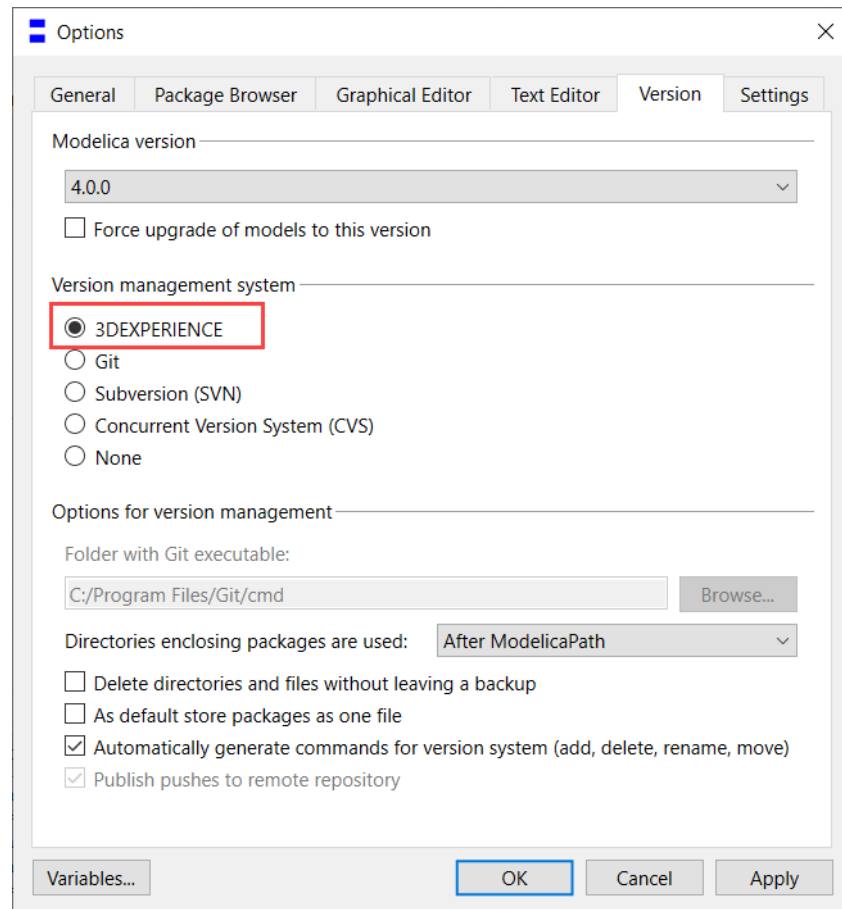 Options
General Package Browser Graphical Editor Text Editor Version Settings
Modelica version
4.0.0
Force upgrade of models to this version
Version management system
3DEXPERIENCE
Git
Subversion (SVN)
Concurrent Version System (CVS)
None
Options for version management
Folder with Git executable:
C:/Program Files/Git/cmd Browse...
Directories enclosing packages are used: After ModelicaPath
Delete directories and files without leaving a backup
As default store packages as one file
Automatically generate commands for version system (add, delete, rename, move)
Publish pushes to remote repository
Variables... OK Cancel Apply